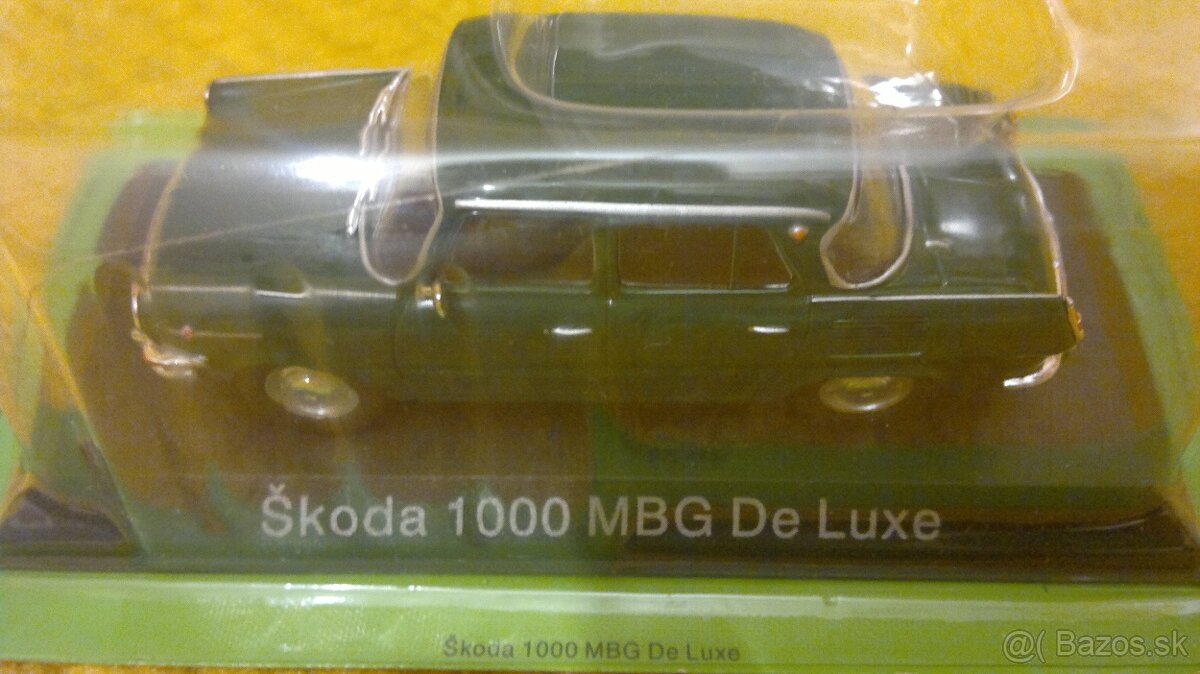 Škoda 1000 MBG De Luxe
Škoda 1000 MBG De Luxe
@( Bazos.sk